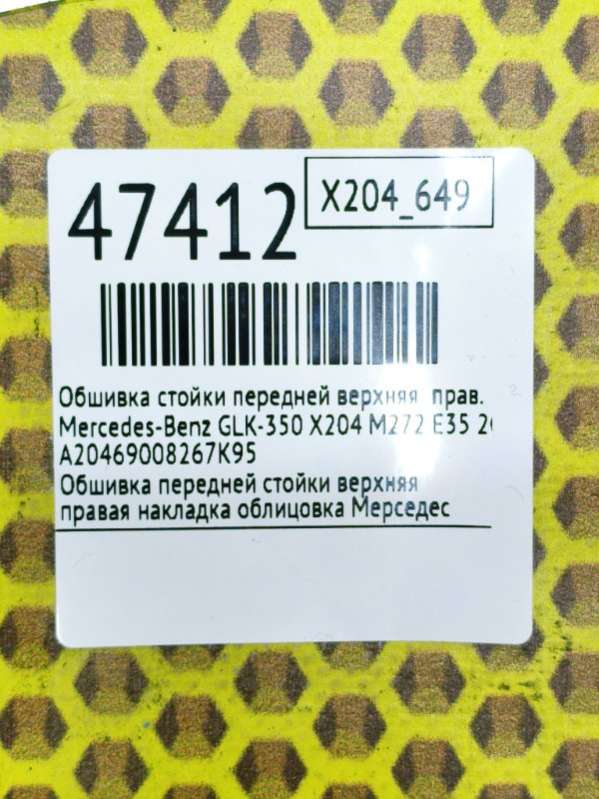 47412
X204_649
Обшивка стойки передней верхняя прав.
Mercedes-Benz GLK-350 X204 M272 E35
A20469008267K95
Обшивка передней стойки верхняя
правая накладка облицовка Мерседес